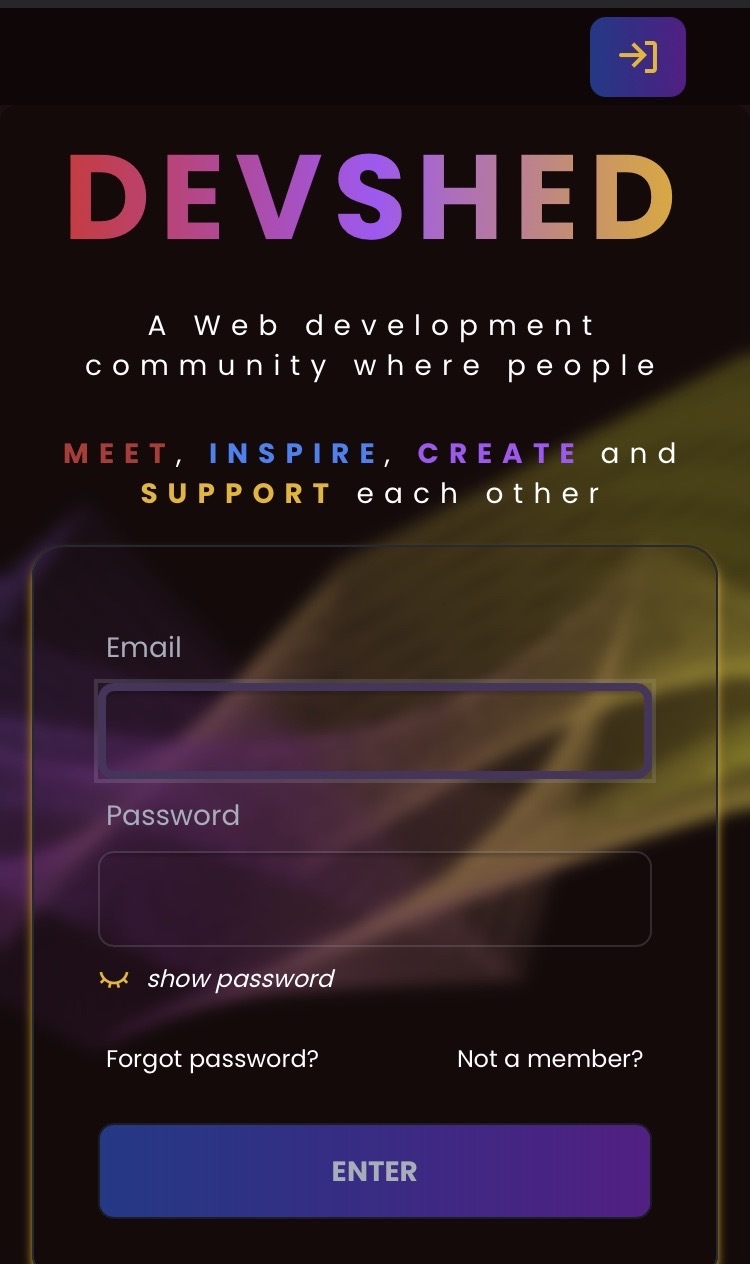 DEVSHED
A Web development
community where people
MEET, INSPIRE, CREATE and
SUPPORT each other
Email
Password
show password
Forgot password? Not a member?
ENTER